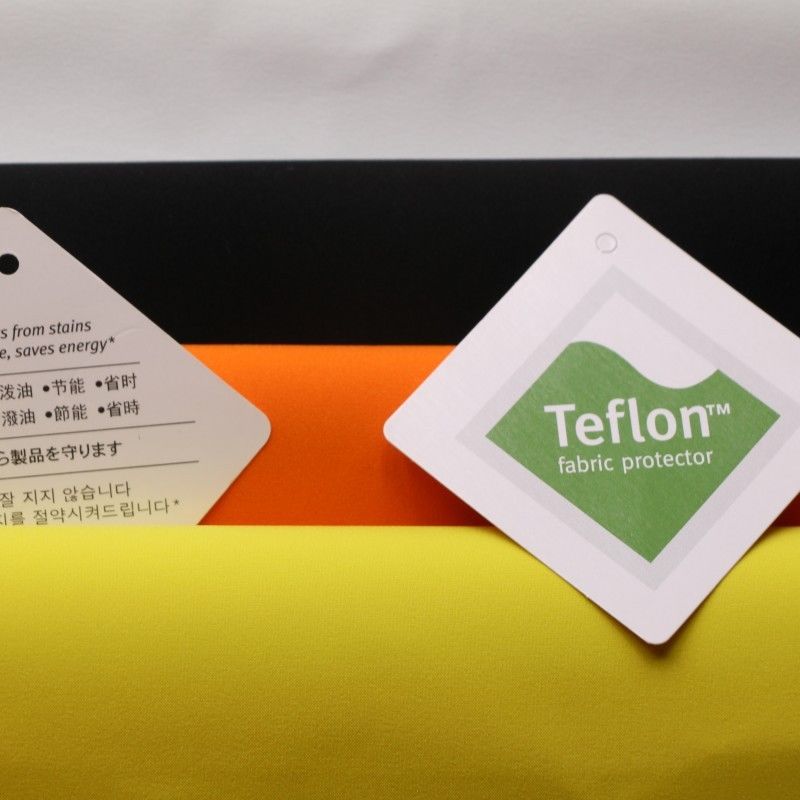 s from stains
e, saves energy*
泼油 •节能 •省时
潑油 •節能 •省時
ら製品を守ります
잘 지지 않습니다
지를 절약시켜드립니다*
Teflon™
fabric protector